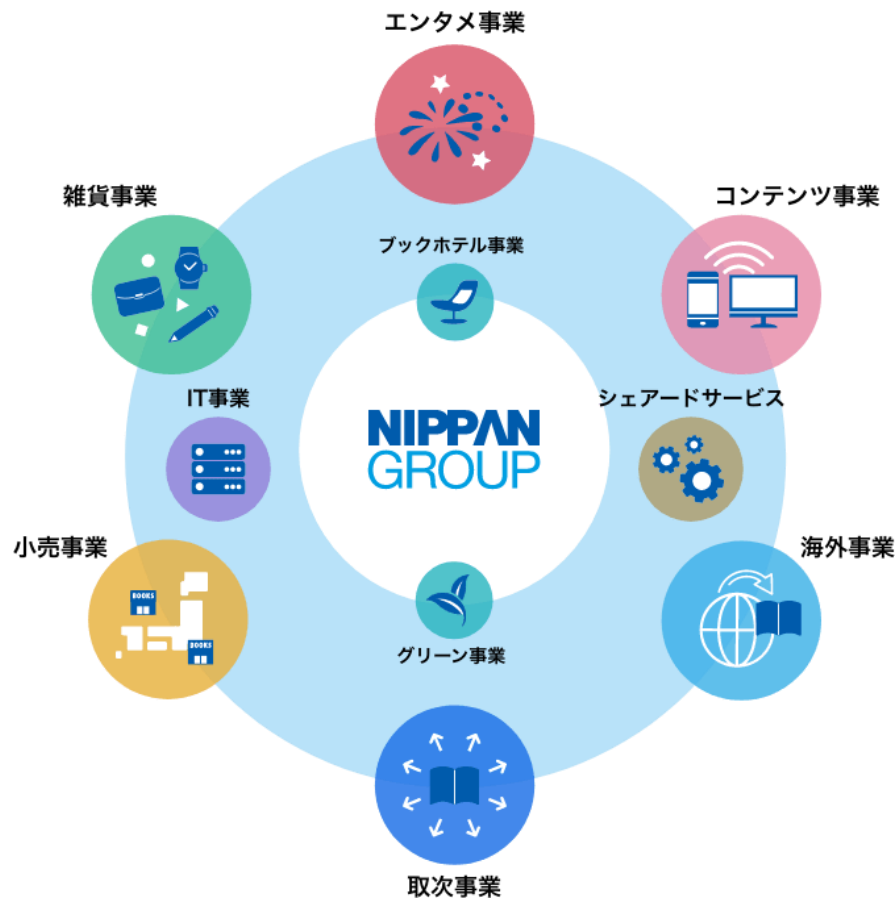 エンタメ事業
雑貨事業
コンテンツ事業
ブックホテル事業
IT事業
シェアードサービス
NIPPAN
GROUP
小売事業
海外事業
BOOKS
BOOKS
グリーン事業
取次事業